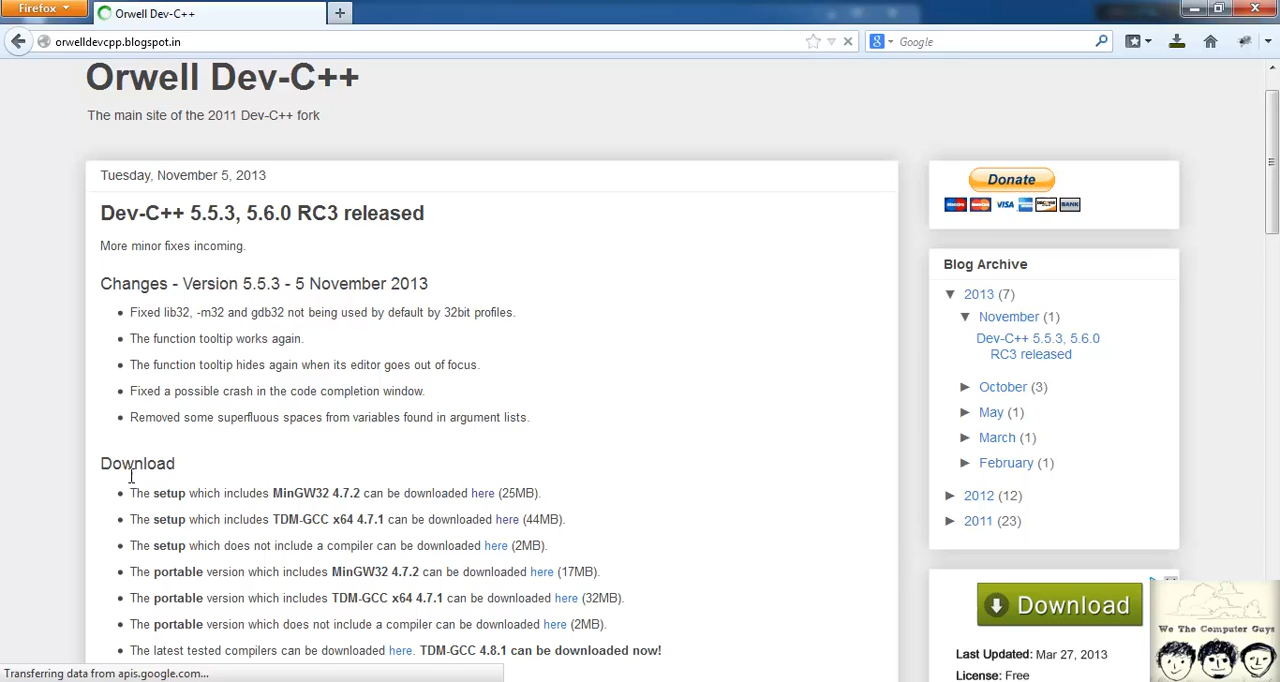 Firefox
Orwell Dev-C++
orwelldevcpp.blogspot.in
Google
Orwell Dev-C++
The main site of the 2011 Dev-C++ fork
Tuesday, November 5, 2013
Dev-C++ 5.5.3, 5.6.0 RC3 released
More minor fixes incoming.
Changes - Version 5.5.3 - 5 November 2013
Fixed lib32, -m32 and gdb32 not being used by default by 32bit profiles.
The function tooltip works again.
The function tooltip hides again when its editor goes out of focus.
Fixed a possible crash in the code completion window.
Removed some superfluous spaces from variables found in argument lists.
Download
The setup which includes MinGW32 4.7.2 can be downloaded here (25MB).
The setup which includes TDM-GCC x64 4.7.1 can be downloaded here (44MB).
The setup which does not include a compiler can be downloaded here (2MB).
The portable version which includes MinGW32 4.7.2 can be downloaded here (17MB).
The portable version which includes TDM-GCC x64 4.7.1 can be downloaded here (32MB).
The portable version which does not include a compiler can be downloaded here (2MB).
The latest tested compilers can be downloaded here. TDM-GCC 4.8.1 can be downloaded now!
Donate
VISA
BANK
Blog Archive
▼ 2013 (7)
▼ November (1)
Dev-C++ 5.5.3, 5.6.0
RC3 released
► October (3)
► May (1)
► March (1)
► February (1)
► 2012 (12)
► 2011 (23)
Download
Last Updated: Mar 27, 2013
License: Free
We The Computer Guys
Transferring data from apis.google.com...